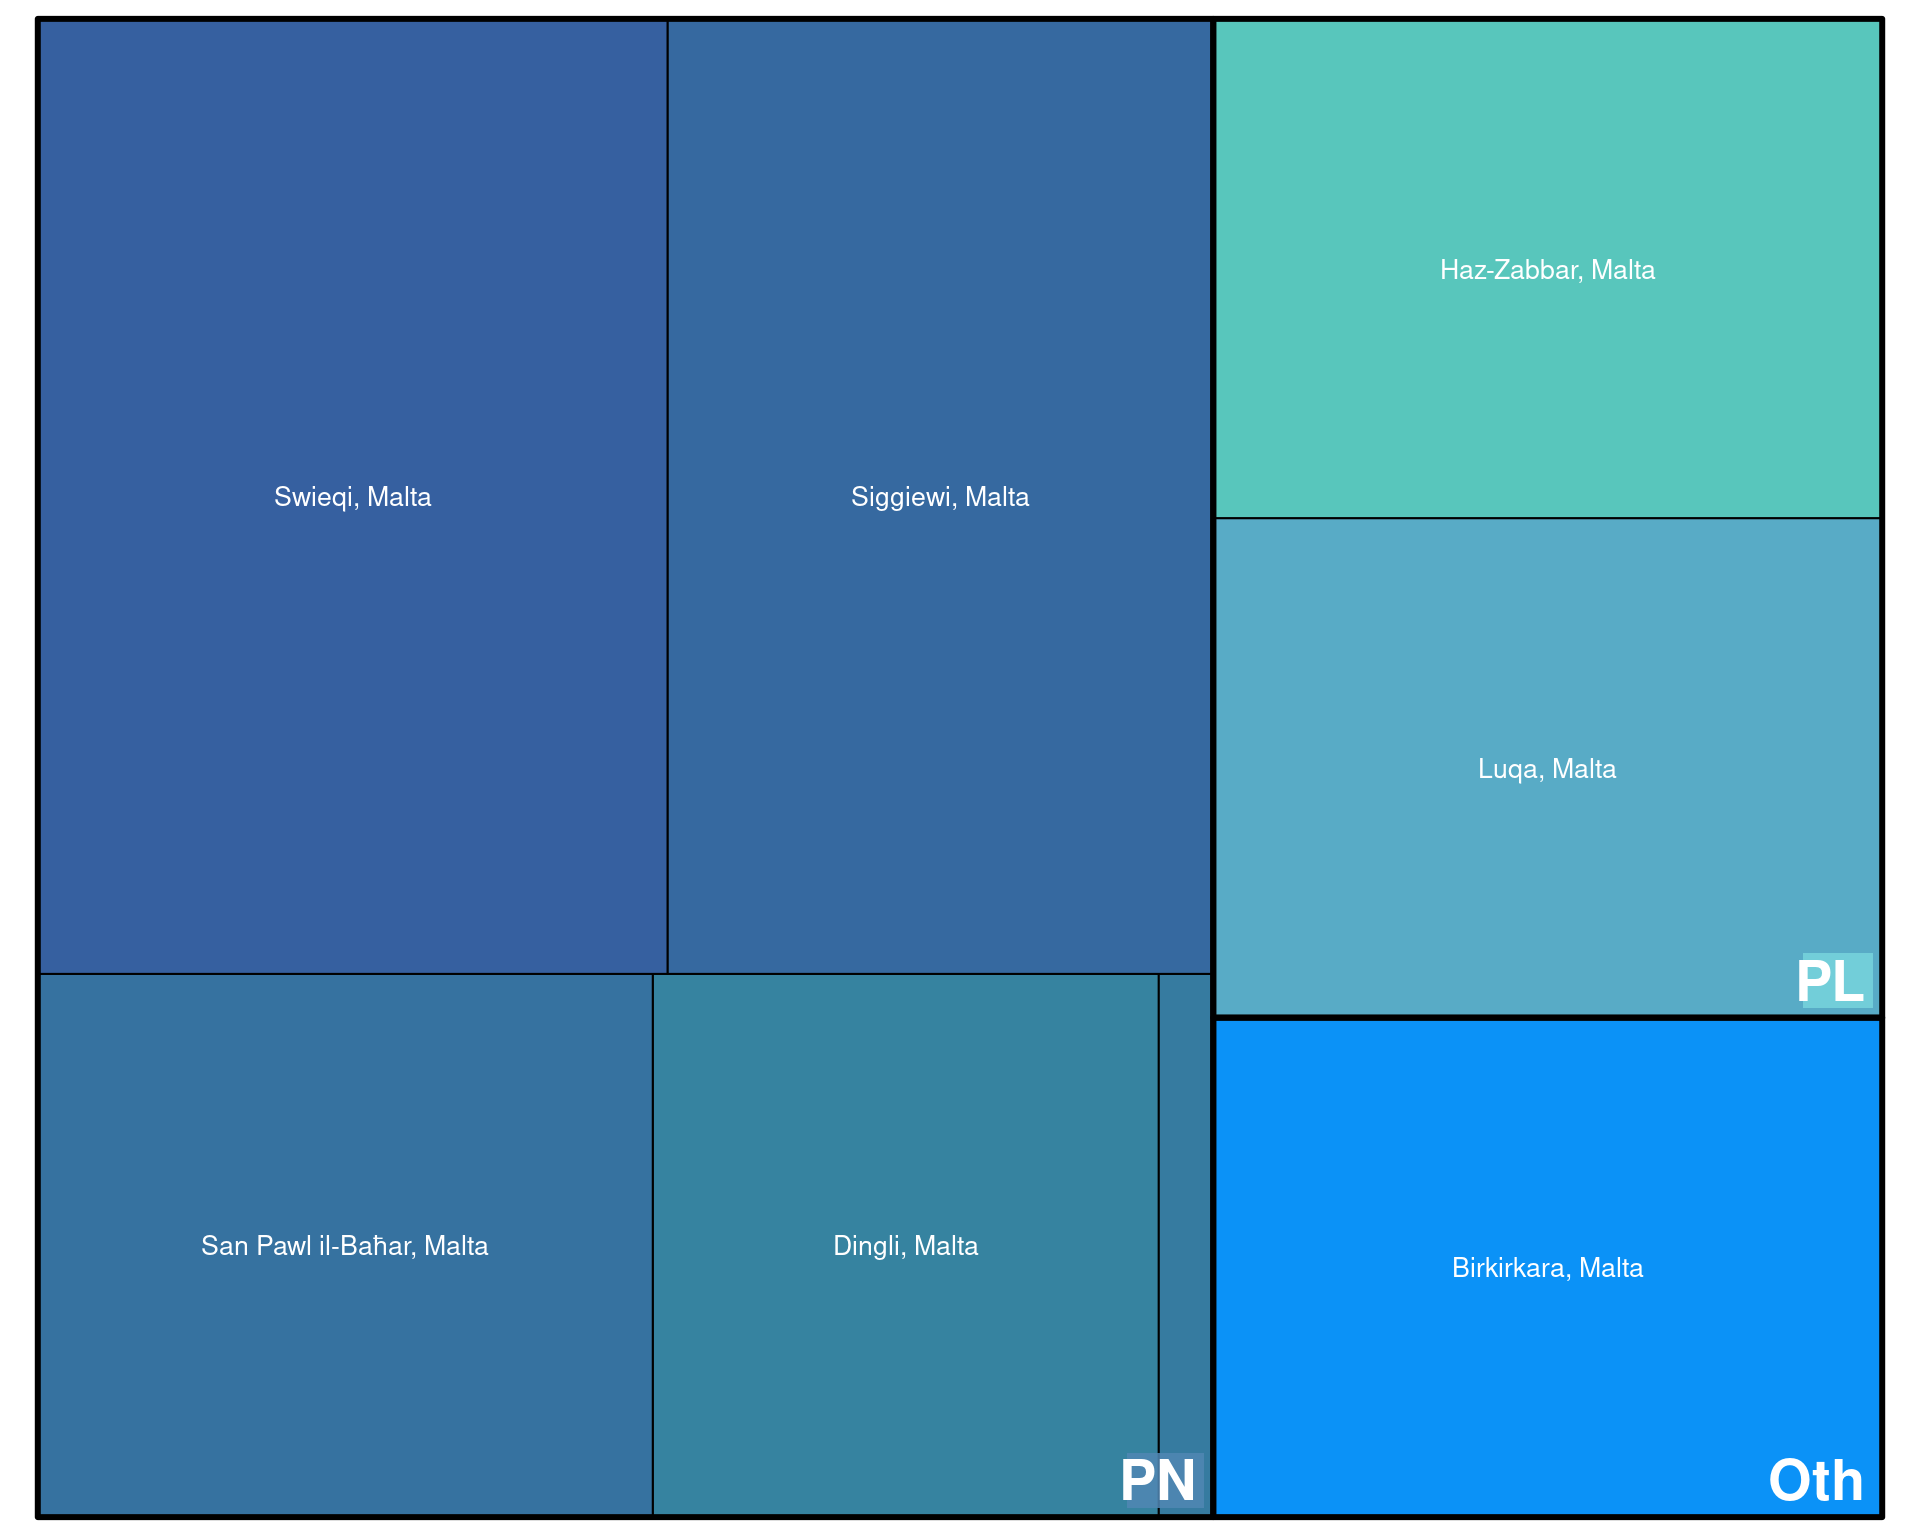 Swieqi, Malta
Siggiewi, Malta
Haz-Zabbar, Malta
Luqa, Malta
PL
San Pawl il-Baħar, Malta
Dingli, Malta
PN
Birkirkara, Malta
Oth